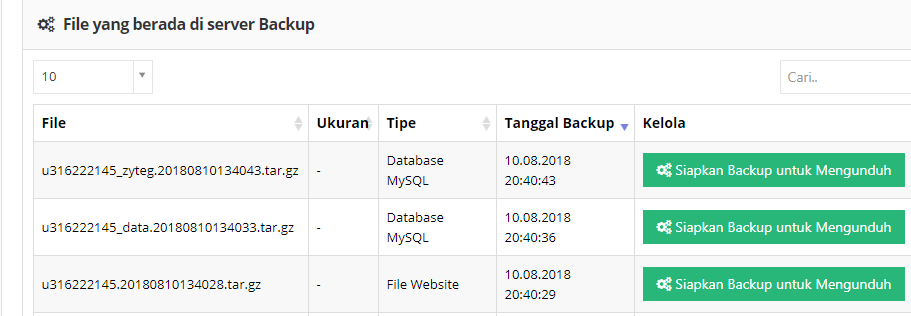 File yang berada di server Backup
10
Cari..
File Ukuran Tipe Tanggal Backup Kelola
u316222145_zyteg.20180810134043.tar.gz - Database MySQL 10.08.2018 20:40:43 Siapkan Backup untuk Mengunduh
u316222145_data.20180810134033.tar.gz - Database MySQL 10.08.2018 20:40:36 Siapkan Backup untuk Mengunduh
u316222145.20180810134028.tar.gz - File Website 10.08.2018 20:40:29 Siapkan Backup untuk Mengunduh